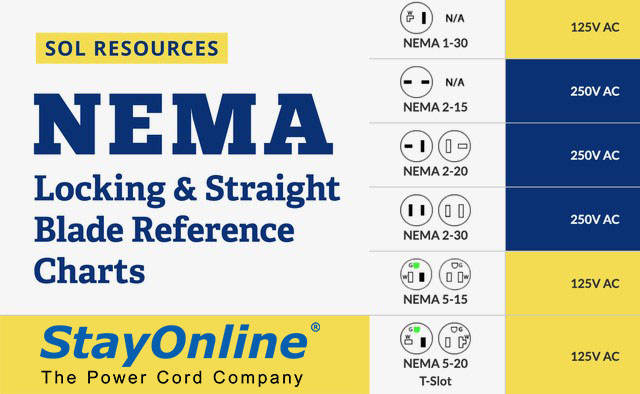 SOL RESOURCES
NEMA
Locking & Straight
Blade Reference
Charts
StayOnline®
The Power Cord Company
W N/A
NEMA 1-30
125V AC
N/A
NEMA 2-15
250V AC
NEMA 2-20
250V AC
NEMA 2-30
250V AC
G G
W W
NEMA 5-15
125V AC
G G
W W
NEMA 5-20
T-Slot
125V AC